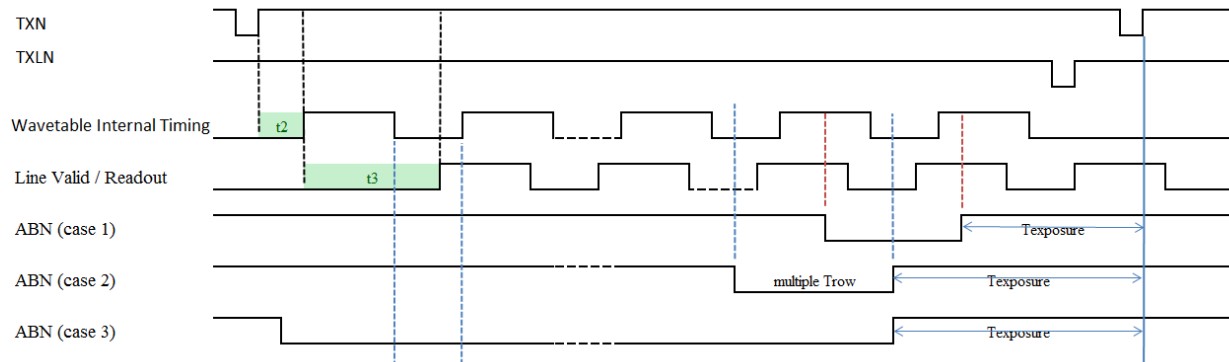 TXN
TXLN
Wavetable Internal Timing
t2
Line Valid / Readout
t3
ABN (case 1)
Texposure
ABN (case 2)
multiple Trow
Texposure
ABN (case 3)
Texposure